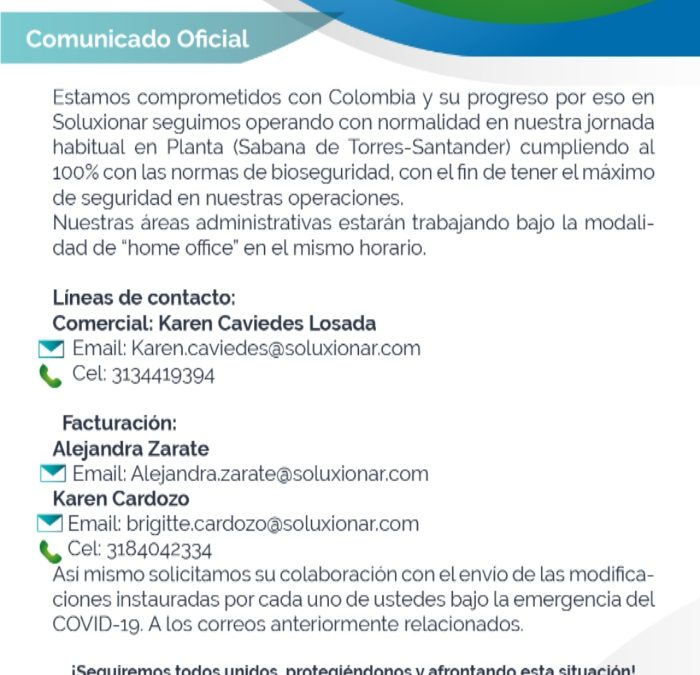 Comunicado Oficial
Estamos comprometidos con Colombia y su progreso por eso en
Soluxionar seguimos operando con normalidad en nuestra jornada
habitual en Planta (Sabana de Torres-Santander) cumpliendo al
100% con las normas de bioseguridad, con el fin de tener el máximo
de seguridad en nuestras operaciones.
Nuestras áreas administrativas estarán trabajando bajo la modali-
dad de “home office” en el mismo horario.
Líneas de contacto:
Comercial: Karen Caviedes Losada
Email: Karen.caviedes@soluxionar.com
Cel: 3134419394
Facturación:
Alejandra Zarate
Email: Alejandra.zarate@soluxionar.com
Karen Cardozo
Email: brigitte.cardozo@soluxionar.com
Cel: 3184042334
Así mismo solicitamos su colaboración con el envío de las modifica-
ciones instauradas por cada uno de ustedes bajo la emergencia del
COVID-19. A los correos anteriormente relacionados.
¡Seguiremos todos unidos, protegiéndonos y afrontando esta situación!